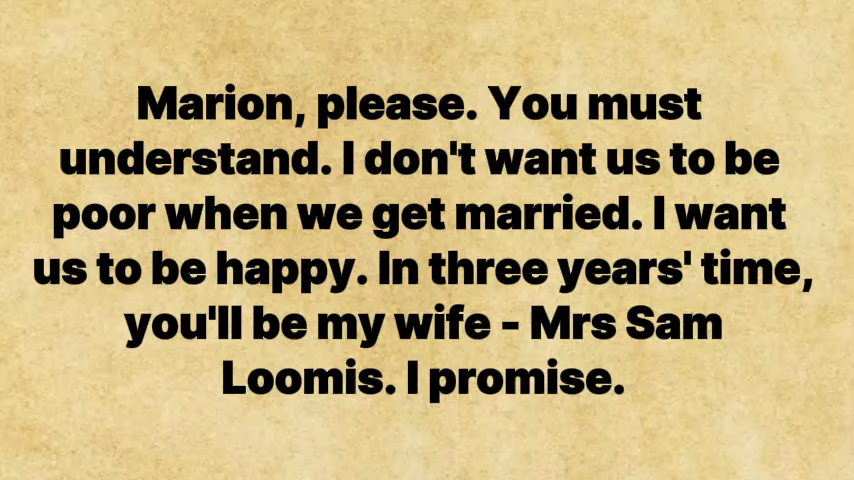 Marion, please. You must
understand. I don't want us to be
poor when we get married. I want
us to be happy. In three years' time,
you'll be my wife - Mrs Sam
Loomis. I promise.